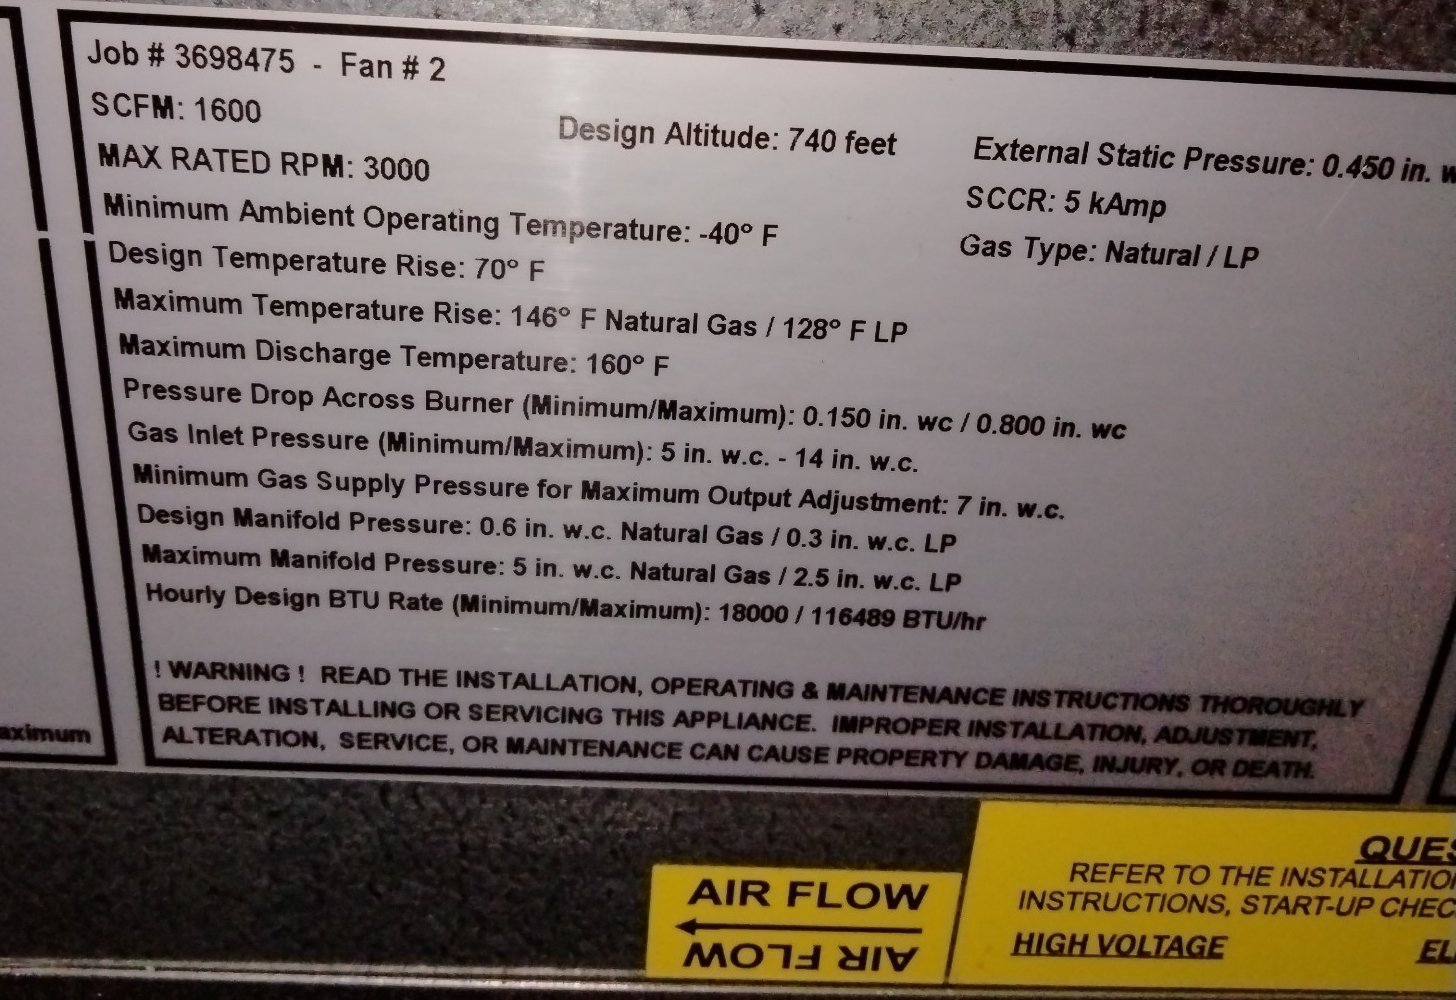 Job # 3698475 - Fan # 2
SCFM: 1600
Design Altitude: 740 feet
External Static Pressure: 0.450 in. w
MAX RATED RPM: 3000
SCCR: 5 kAmp
Minimum Ambient Operating Temperature: -40° F
Gas Type: Natural / LP
Design Temperature Rise: 70° F
Maximum Temperature Rise: 146° F Natural Gas / 128° F LP
Maximum Discharge Temperature: 160° F
Pressure Drop Across Burner (Minimum/Maximum): 0.150 in. wc / 0.800 in. wc
Gas Inlet Pressure (Minimum/Maximum): 5 in. w.c. - 14 in. w.c.
Minimum Gas Supply Pressure for Maximum Output Adjustment: 7 in. w.c.
Design Manifold Pressure: 0.6 in. w.c. Natural Gas / 0.3 in. w.c. LP
Maximum Manifold Pressure: 5 in. w.c. Natural Gas / 2.5 in. w.c. LP
Hourly Design BTU Rate (Minimum/Maximum): 18000 / 116489 BTU/hr
! WARNING ! READ THE INSTALLATION, OPERATING & MAINTENANCE INSTRUCTIONS THOROUGHLY
BEFORE INSTALLING OR SERVICING THIS APPLIANCE. IMPROPER INSTALLATION, ADJUSTMENT,
ALTERATION, SERVICE, OR MAINTENANCE CAN CAUSE PROPERTY DAMAGE, INJURY, OR DEATH.
aximum
AIR FLOW
AIR FLOW
QUES
REFER TO THE INSTALLATIO
INSTRUCTIONS, START-UP CHEC
HIGH VOLTAGE
EL